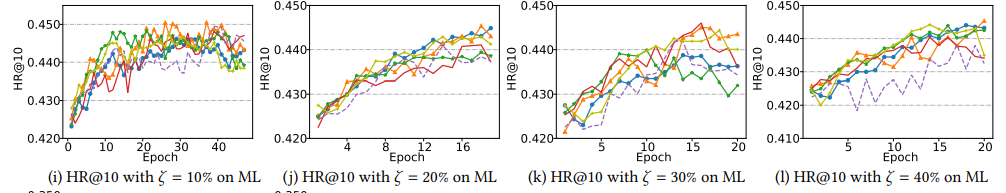 0.450
0.440
0.430
0.420
HR@10
0 10 20 30 40
Epoch
0.450
0.440
0.430
0.420
HR@10
4 8 12 16
Epoch
0.450
0.440
0.430
0.420
HR@10
5 10 15 20
Epoch
0.450
0.440
0.430
0.420
0.410
HR@10
5 10 15 20
Epoch
(i) HR@10 with ζ = 10% on ML
(j) HR@10 with ζ = 20% on ML
(k) HR@10 with ζ = 30% on ML
(l) HR@10 with ζ = 40% on ML